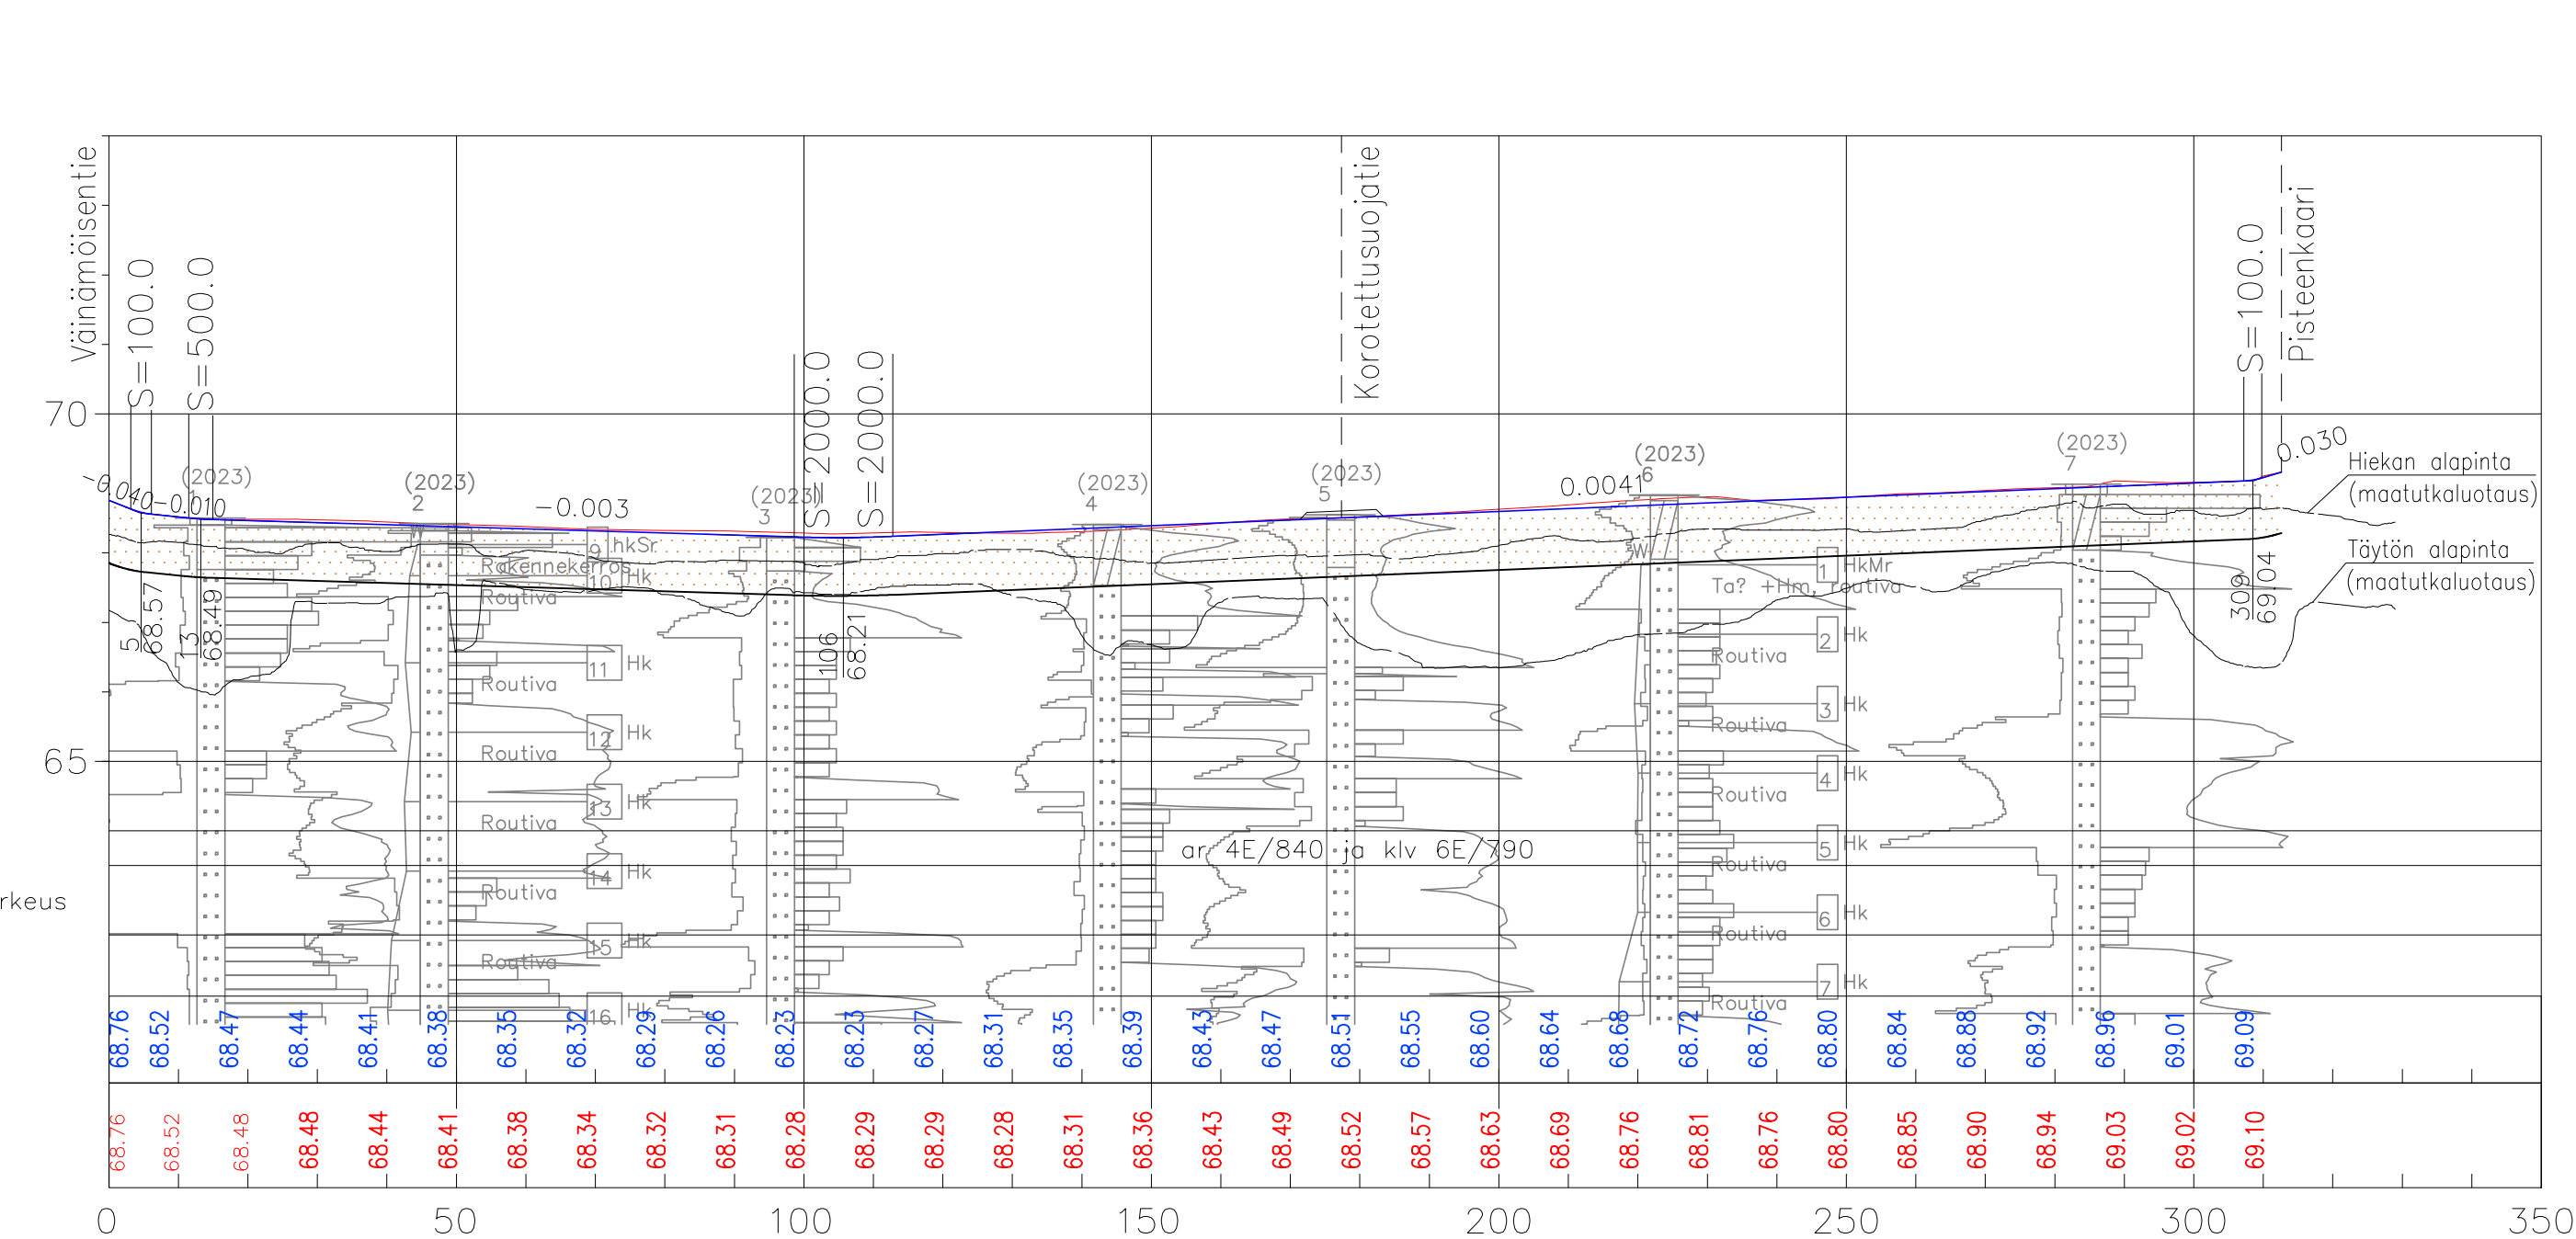 Väinämöisentie
S=100.0
S=500.0
S=2000.0
S=2000.0
Korotettusuojatie
S=100.0
Pisteenkaari
70
65
-0.040
-0.010
-0.003
0.0041
0.030
(2023)
1
(2023)
2
(2023)
3
(2023)
4
(2023)
5
(2023)
6
(2023)
7
Hiekan alapinta
(maatutkaluotaus)
Täytön alapinta
(maatutkaluotaus)
5
68.57
13
68.49
106
68.21
309
69.04
9 hkSr
Rakennekerros
10 Hk
Routiva
11 Hk
Routiva
12 Hk
Routiva
13 Hk
Routiva
14 Hk
Routiva
15 Hk
Routiva
16 Hk
W
1 HkMr
Ta? +Hm, routiva
2 Hk
Routiva
3 Hk
Routiva
4 Hk
Routiva
5 Hk
Routiva
6 Hk
Routiva
7 Hk
Routiva
ar 4E/840 ja klv 6E/790
rkeus
68.76 68.52 68.47 68.44 68.41 68.38 68.35 68.32 68.29 68.26 68.23 68.23 68.27 68.31 68.35 68.39 68.43 68.47 68.51 68.55 68.60 68.64 68.68 68.72 68.76 68.80 68.84 68.88 68.92 68.96 69.01 69.09
68.76 68.52 68.48 68.48 68.44 68.41 68.38 68.34 68.32 68.31 68.28 68.29 68.29 68.28 68.31 68.36 68.43 68.49 68.52 68.57 68.63 68.69 68.76 68.81 68.76 68.80 68.85 68.90 68.94 69.03 69.02 69.10
0 50 100 150 200 250 300 350